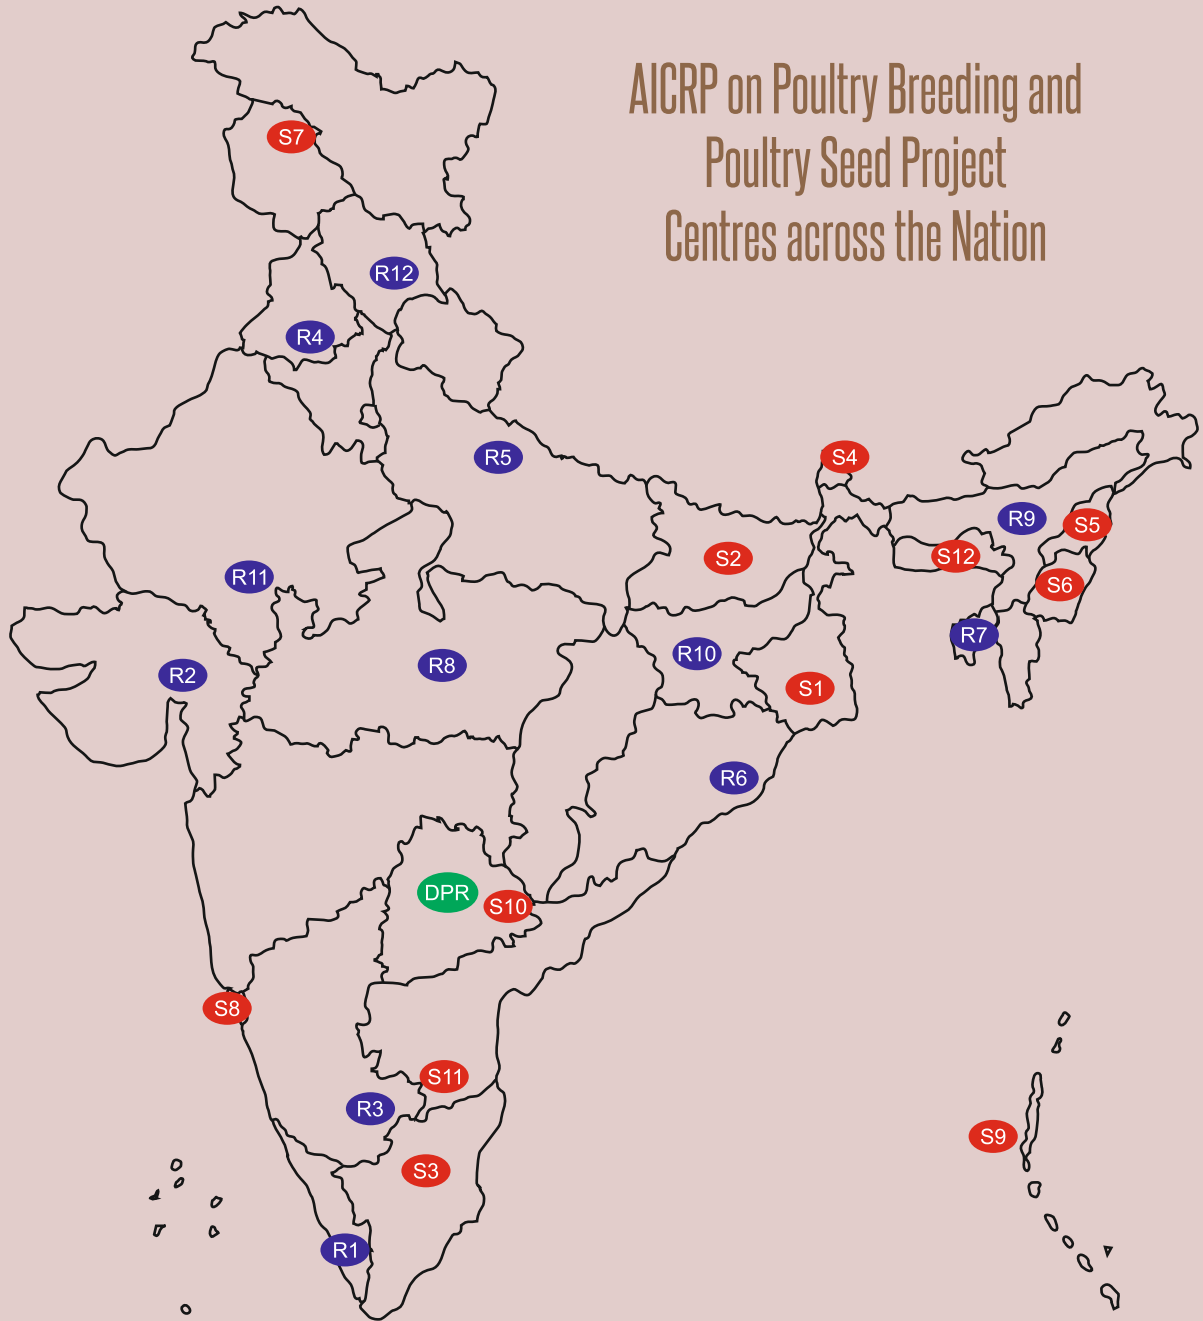 AICRP on Poultry Breeding and
Poultry Seed Project
Centres across the Nation
S7
R12
R4
R5
S4
R9
S5
S2
S12
R11
S6
R7
R10
R8
R2
S1
R6
DPR
S10
S8
S11
R3
S9
S3
R1